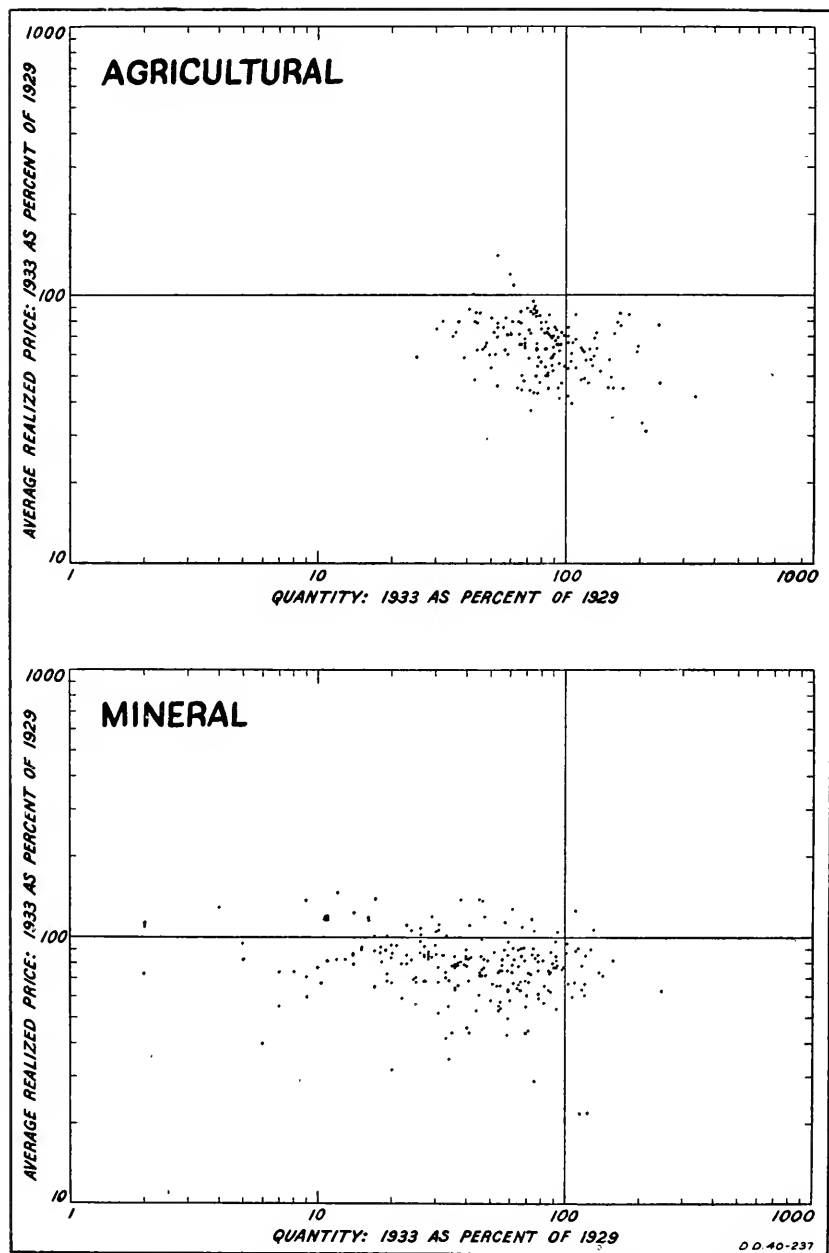 AGRICULTURAL
AVERAGE REALIZED PRICE: 1933 AS PERCENT OF 1929
1000
100
10
1
10
100
1000
QUANTITY: 1933 AS PERCENT OF 1929
MINERAL
AVERAGE REALIZED PRICE: 1933 AS PERCENT OF 1929
1000
100
10
1
10
100
1000
QUANTITY: 1933 AS PERCENT OF 1929
D D.40-237